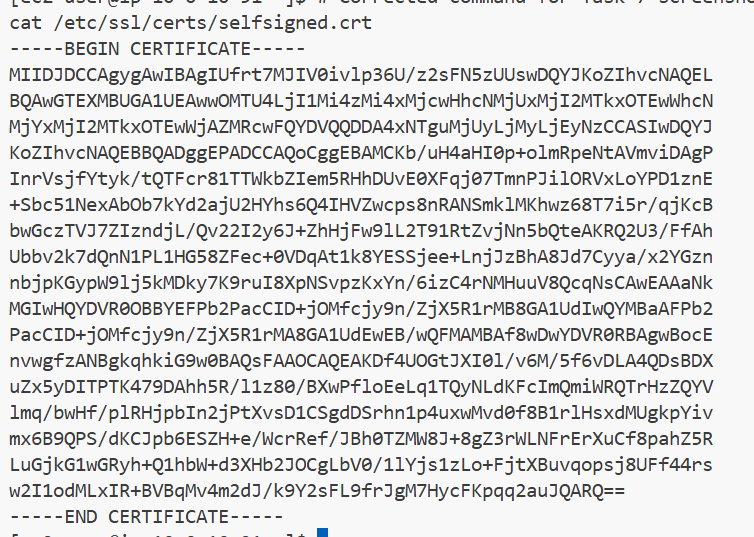 cat /etc/ssl/certs/selfsigned.crt
-----BEGIN CERTIFICATE-----
MIIDJDCCAgygAwIBAgIUfrt7MJIV0ivlp36U/z2sFN5zUUswDQYJKoZIhvcNAQEL
BQAwGTEXMBUGA1UEAwwOMTU4LjI1Mi4zMi4xMjcwHhcNMjUxMjI2MTkxOTEwWhcN
MjYxMjI2MTkxOTEwWjAZMRcwFQYDVQQDDA4xNTguMjUyLjMyLjEyNzCCASIwDQYJ
KoZIhvcNAQEBBQADggEPADCCAQoCggEBAMCKb/uH4aHI0p+olmRpeNtAVmviDAgP
InrVsjfYtyk/tQTFcr81TTWkbZIem5RHhDUvE0XFqj07TmnPJilORVxLoYPD1znE
+Sbc51NexAbOb7kYd2ajU2HYhs6Q4IHVZwcps8nRANSmklMKhwz68T7i5r/qjKcB
bwGczTVJ7ZIzndjL/Qv22I2y6J+ZhHjFw9lL2T91RtZvjNn5bQteAKRQ2U3/FfAh
Ubbv2k7dQnN1PL1HG58ZFec+0VDqAt1k8YESSjee+LnjJzBhA8Jd7Cyya/x2YGzn
nbjpKGypW9lj5kMDky7K9ruI8XpNSvpzKxYn/6izC4rNMHuuV8QcqNsCAwEAAaNk
MGIwHQYDVR0OBBYEFPb2PacCID+jOMfcjy9n/ZjX5R1rMB8GA1UdIwQYMBaAFPb2
PacCID+jOMfcjy9n/ZjX5R1rMA8GA1UdEwEB/wQFMAMBAf8wDwYDVR0RBAgwBocE
nvwgfzANBgkqhkiG9w0BAQsFAAOCAQEAKDf4UOGtJXI0l/v6M/5f6vDLA4QDsBDX
uZx5yDITPTK479DAhh5R/l1z80/BXwPfloEeLq1TQyNLdKFcImQmiWRQTrHzZQYV
lmq/bwHf/plRHjpbIn2jPtXvsD1CSgdDSrhn1p4uxwMvd0f8B1rlHsxdMUgkpYiv
mx6B9QPS/dKCJpb6ESZH+e/WcrRef/JBh0TZMW8J+8gZ3rWLNFrErXuCf8pahZ5R
LuGjkG1wGRyh+Q1hbW+d3XHb2JOCgLbV0/1lYjs1zLo+FjtXBuvqopsj8UFf44rs
w2I1odMLxIR+BVBqMv4m2dJ/k9Y2sFL9frJgM7HycFKpqq2auJQARQ==
-----END CERTIFICATE-----